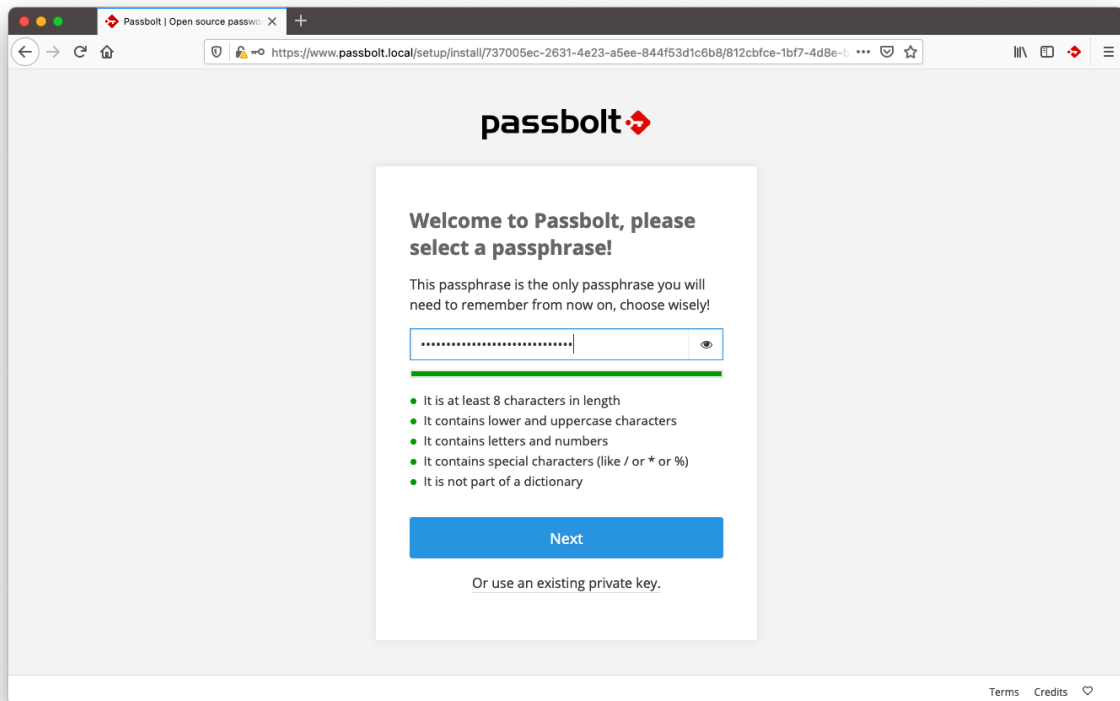 Passbolt | Open source passwo
https://www.passbolt.local/setup/install/737005ec-2631-4e23-a5ee-844f53d1c6b8/812cbfce-1bf7-4d8e-b
passbolt
Welcome to Passbolt, please
select a passphrase!
This passphrase is the only passphrase you will
need to remember from now on, choose wisely!
••••••••••••••••••••••••••••••
It is at least 8 characters in length
It contains lower and uppercase characters
It contains letters and numbers
It contains special characters (like / or * or %)
It is not part of a dictionary
Next
Or use an existing private key.
Terms Credits